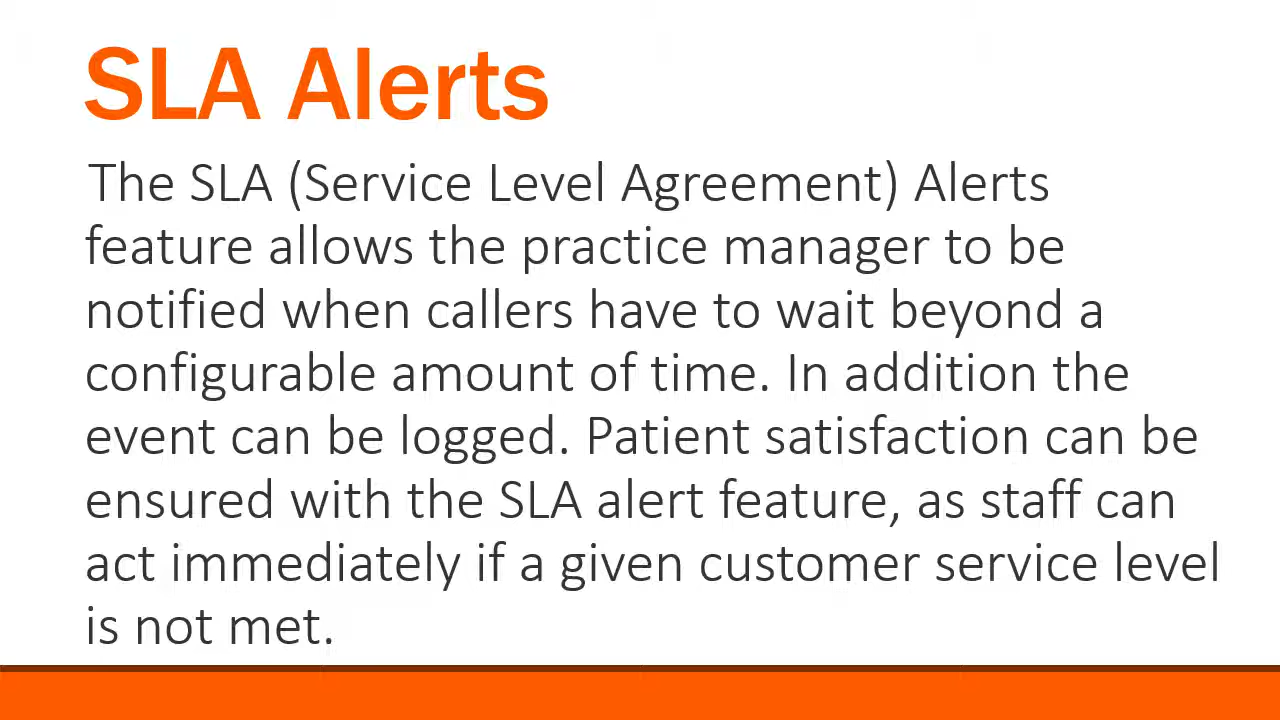 SLA Alerts
The SLA (Service Level Agreement) Alerts
feature allows the practice manager to be
notified when callers have to wait beyond a
configurable amount of time. In addition the
event can be logged. Patient satisfaction can be
ensured with the SLA alert feature, as staff can
act immediately if a given customer service level
is not met.